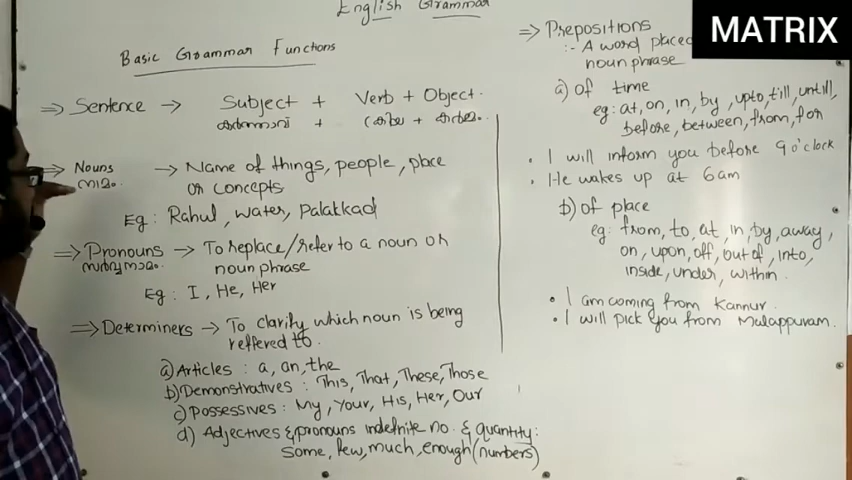 English Grammar
Basic Grammar Functions
⇒ Sentence → Subject + Verb + Object.
കർത്താവ് + ക്രിയ + കർമ്മം.
⇒ Nouns → Name of things, people, place
നാമം. or concepts
Eg: Rahul, Water, Palakkad
⇒ Pronouns → To replace/refer to a noun or
സർവ്വനാമം. noun phrase
Eg: I, He, Her
⇒ Determiners → To clarify which noun is being
reffered to.
a) Articles : a, an, the
b) Demonstratives : This, That, These, Those
c) Possessives : My, Your, His, Her, Our
d) Adjectives & pronouns indefinite no. & quantity:
some, few, much, enough (numbers)
⇒ Prepositions
:- A word placed
noun phrase
a) of time
eg: at, on, in, by, upto, till, untill,
before, between, from, for
. I will inform you before 9 o'clock
. He wakes up at 6am
b) of place
eg: from, to, at, in, by, away,
on, upon, off, out of, into,
inside, under, within.
. I am coming from Kannur.
. I will pick you from Malappuram.
MATRIX